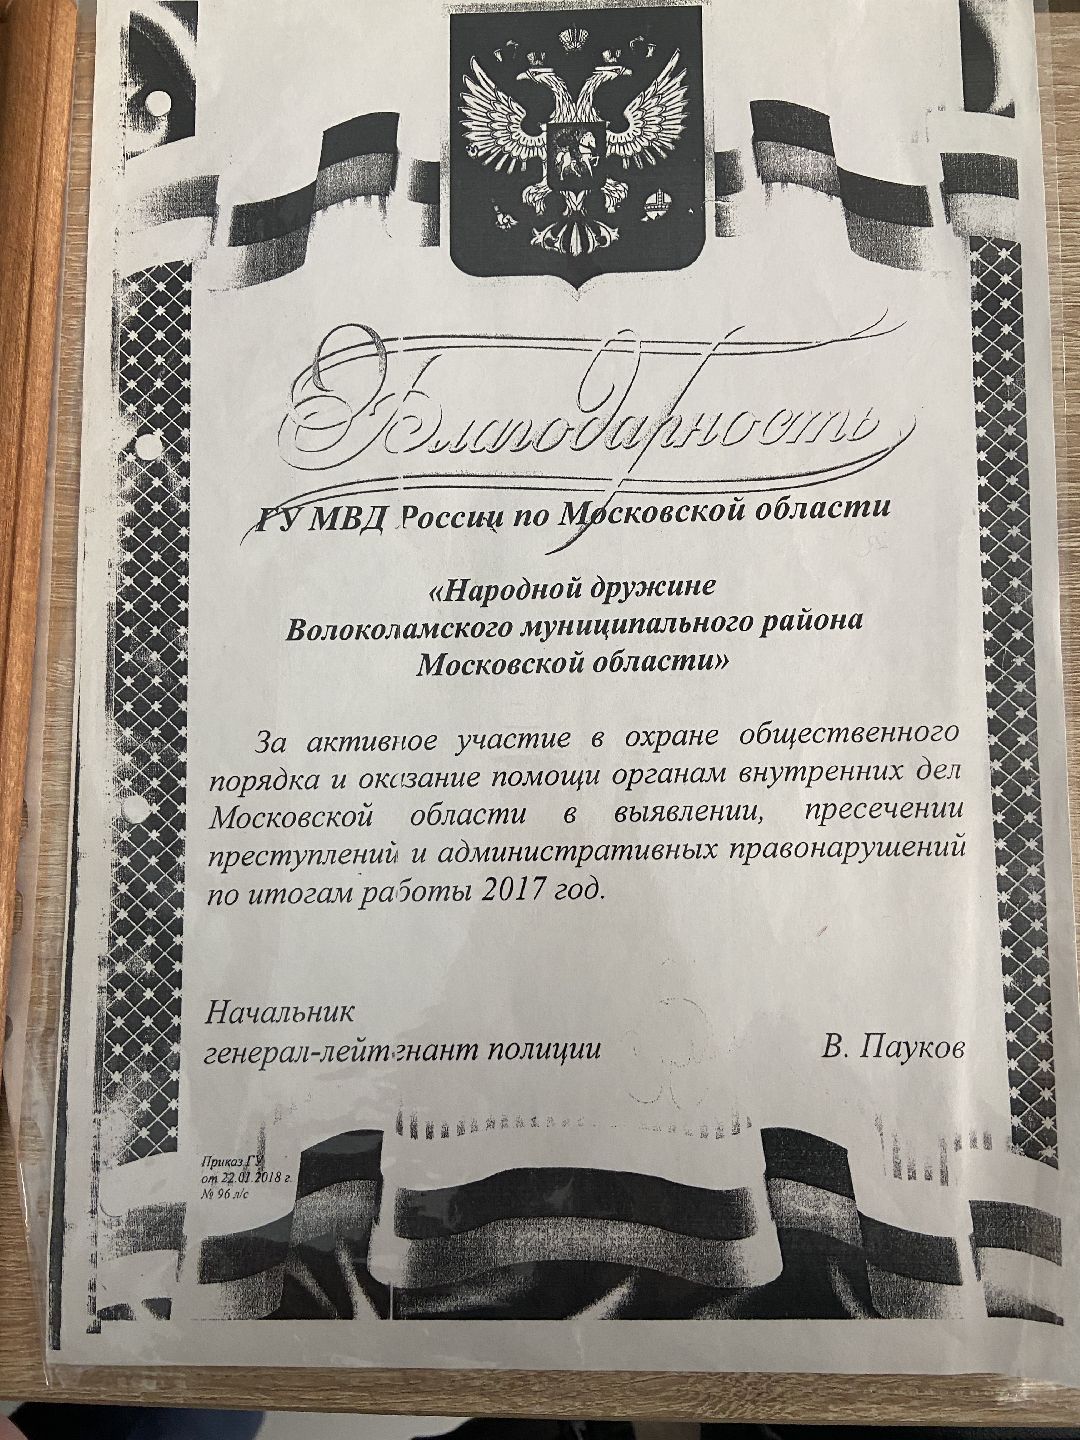 Благодарность
ГУ МВД России по Московской области
«Народной дружине
Волоколамского муниципального района
Московской области»
За активное участие в охране общественного
порядка и оказание помощи органам внутренних дел
Московской области в выявлении, пресечении
преступлений и административных правонарушений
по итогам работы 2017 год.
Начальник
генерал-лейтенант полиции В. Пауков
Приказ ГУ
от 22.01.2018 г.
№ 96 л/с